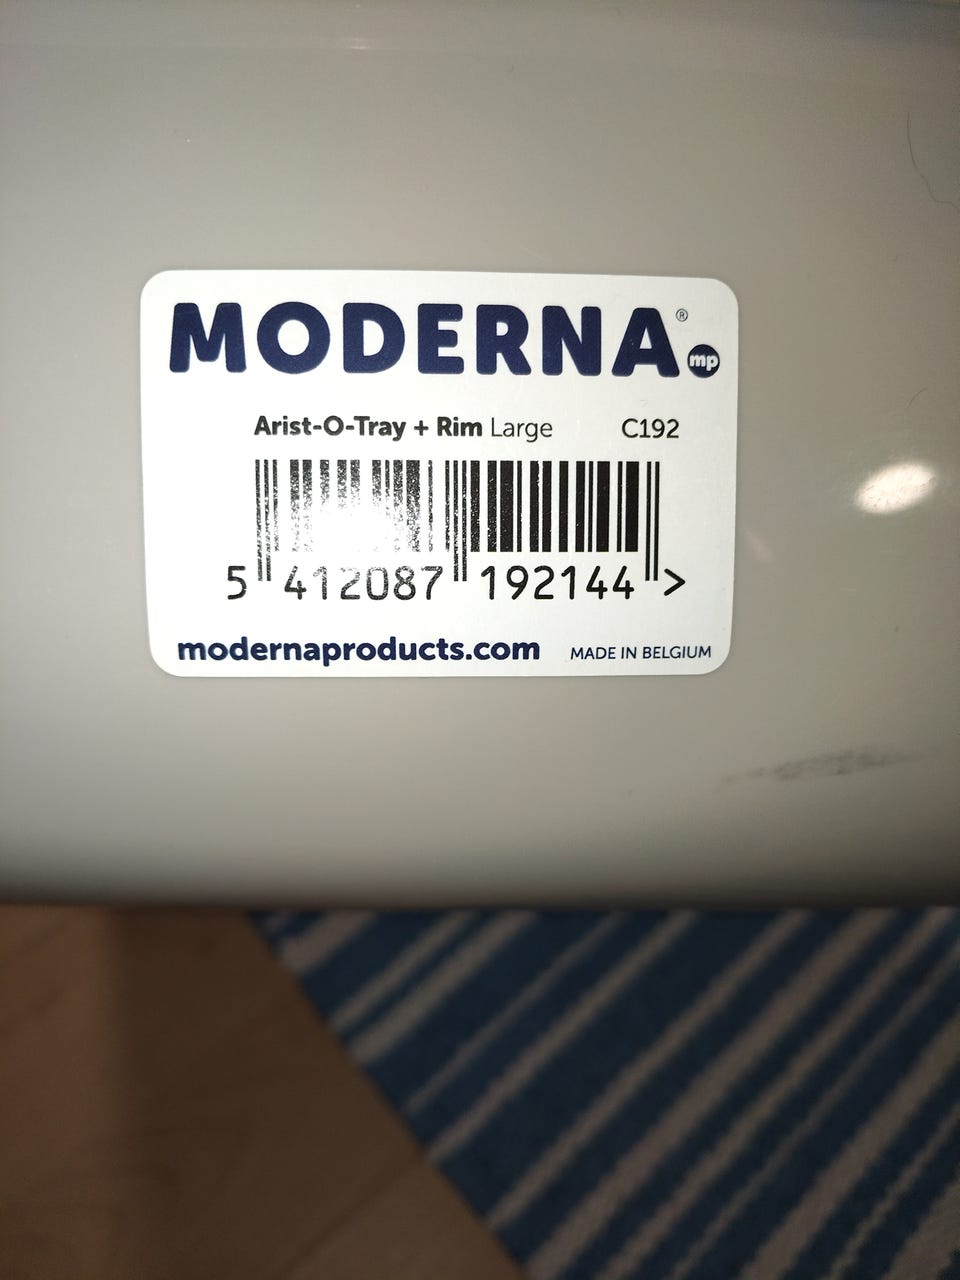 MODERNA®
mp
Arist-O-Tray + Rim Large C192
5 412087 192144 >
modernaproducts.com MADE IN BELGIUM